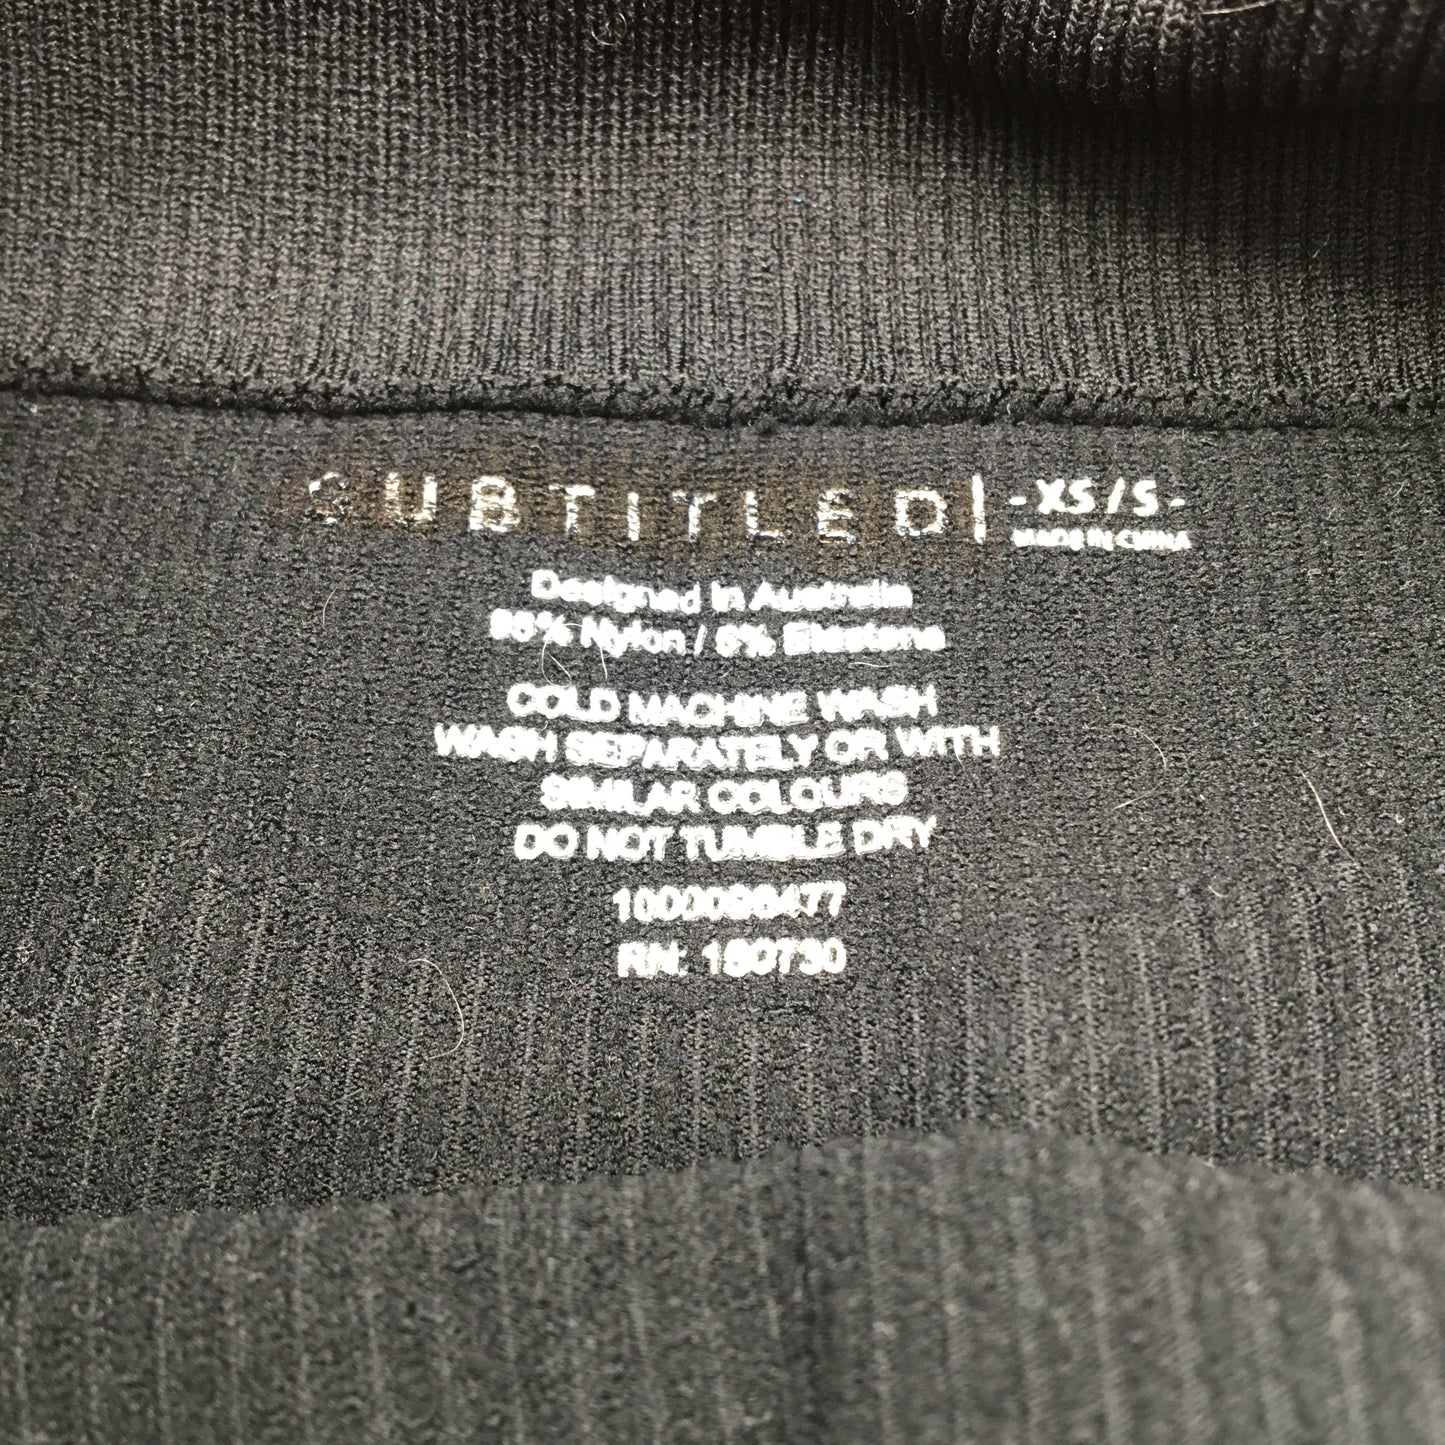 SUBTITLED | - XS / S -
MADE IN CHINA
Designed in Australia
95% Nylon / 5% Elastane
COLD MACHINE WASH
WASH SEPARATELY OR WITH
SIMILAR COLOURS
DO NOT TUMBLE DRY
RN: